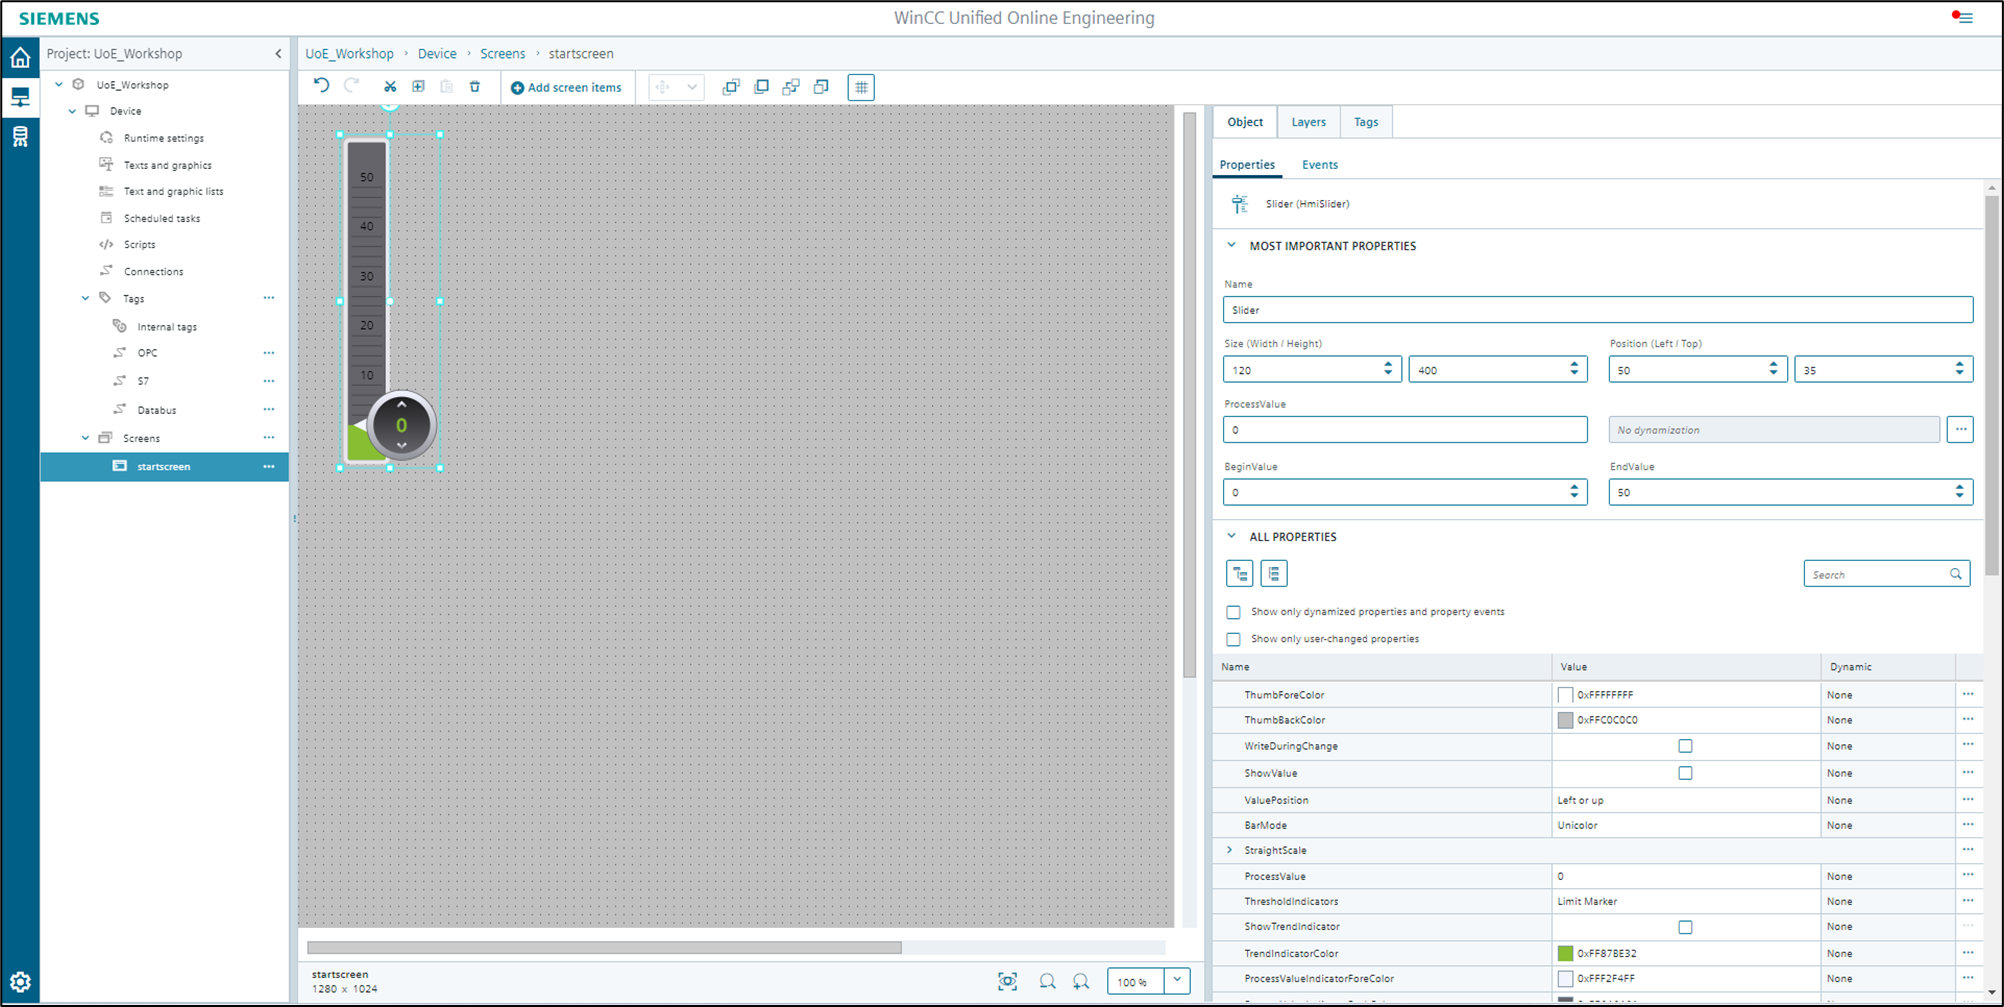 SIEMENS
WinCC Unified Online Engineering
Project: UoE_Workshop
UoE_Workshop
Device
Runtime settings
Texts and graphics
Text and graphic lists
Scheduled tasks
Scripts
Connections
Tags
Internal tags
OPC
S7
Databus
Screens
startscreen
UoE_Workshop > Device > Screens > startscreen
Add screen items
50
40
30
20
10
0
startscreen
1280 x 1024
100 %
Object Layers Tags
Properties Events
Slider (HmiSlider)
MOST IMPORTANT PROPERTIES
Name
Slider
Size (Width / Height) Position (Left / Top)
120 400 50 35
ProcessValue
0 No dynamization
BeginValue EndValue
0 50
ALL PROPERTIES
Search
Show only dynamized properties and property events
Show only user-changed properties
Name Value Dynamic
ThumbForeColor 0xFFFFFFFF None
ThumbBackColor 0xFFC0C0C0 None
WriteDuringChange None
ShowValue None
ValuePosition Left or up None
BarMode Unicolor None
StraightScale
ProcessValue 0 None
ThresholdIndicators Limit Marker None
ShowTrendIndicator None
TrendIndicatorColor 0xFF87BE32 None
ProcessValueIndicatorForeColor 0xFFF2F4FF None